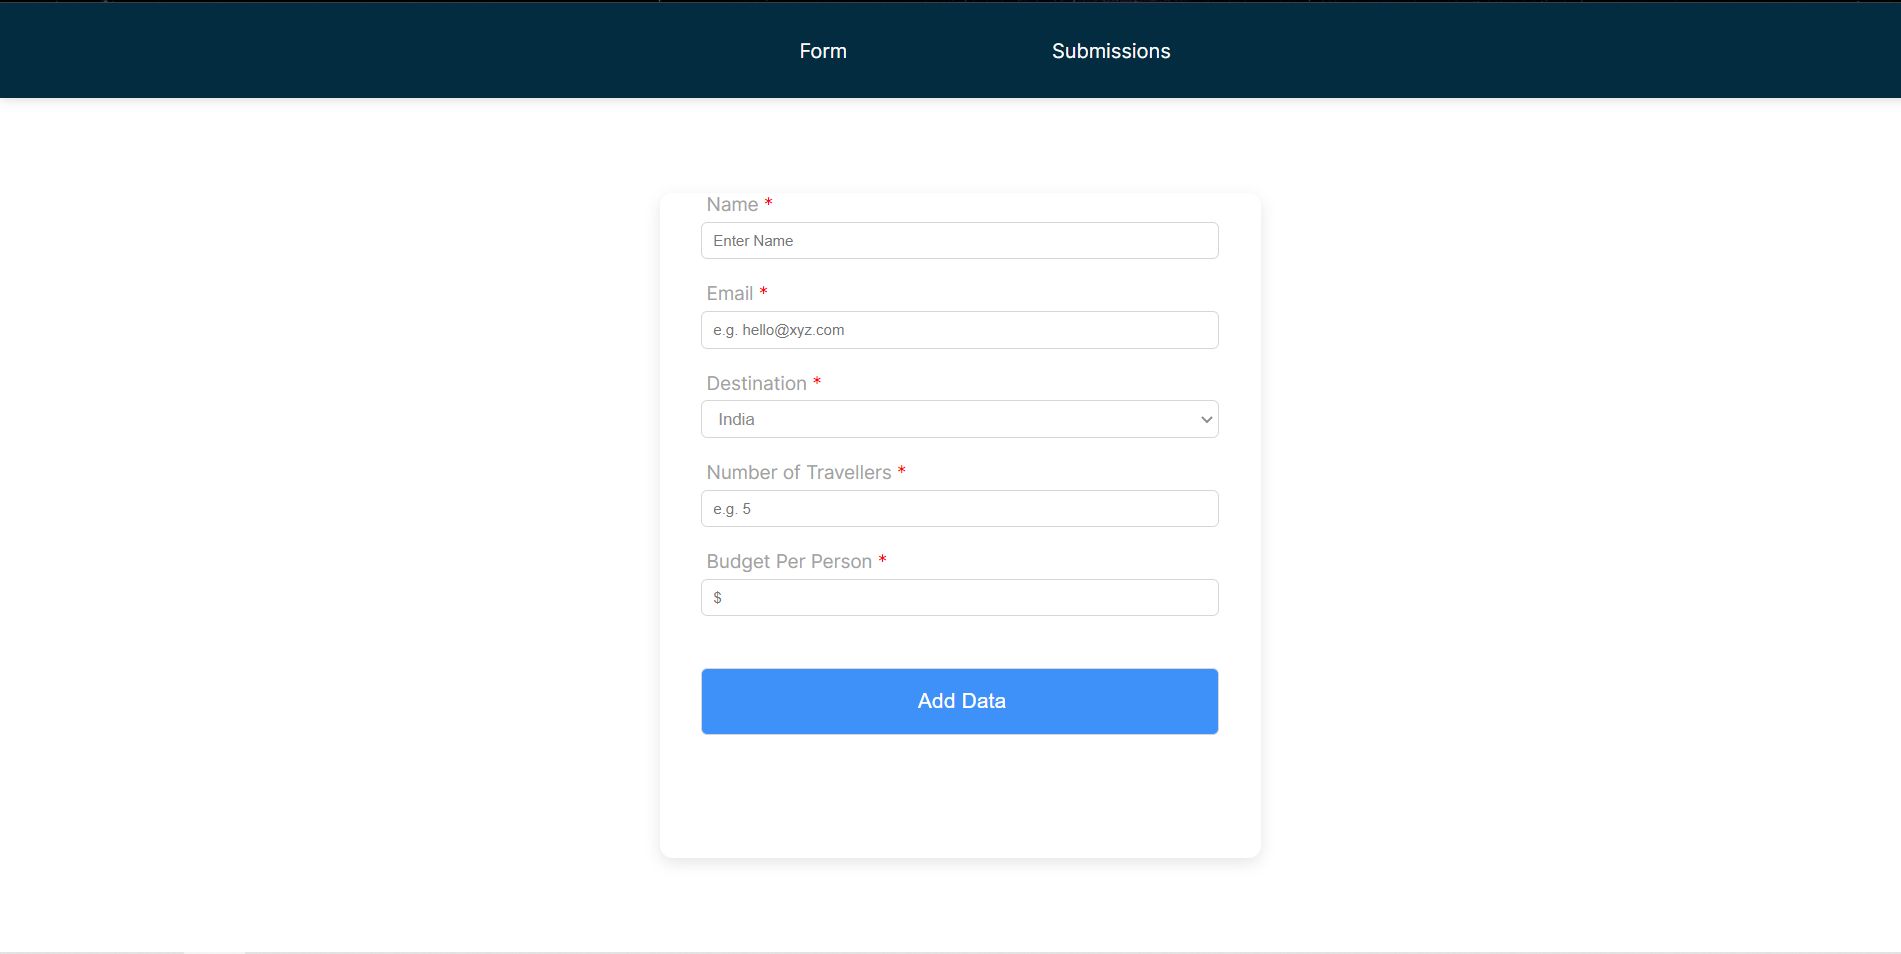 Form Submissions
Name *
Enter Name
Email *
e.g. hello@xyz.com
Destination *
India
Number of Travellers *
e.g. 5
Budget Per Person *
$
Add Data